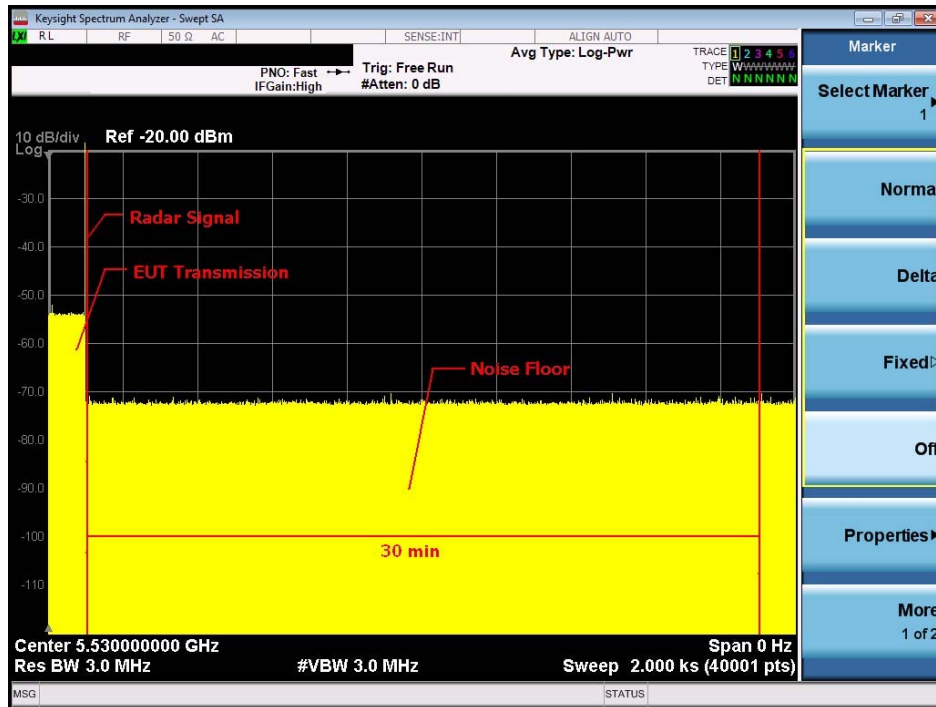 Keysight Spectrum Analyzer - Swept SA
LXI RL RF 50 Ω AC SENSE:INT ALIGN AUTO
Avg Type: Log-Pwr
PNO: Fast
IFGain:High
Trig: Free Run
#Atten: 0 dB
TRACE 1 2 3 4 5 6
TYPE WWWWWW
DET N N N N N N
10 dB/div
Log
Ref -20.00 dBm
-30.0
-40.0
-50.0
-60.0
-70.0
-80.0
-90.0
-100
-110
Radar Signal
EUT Transmission
Noise Floor
30 min
Center 5.530000000 GHz
Span 0 Hz
Res BW 3.0 MHz
#VBW 3.0 MHz
Sweep 2.000 ks (40001 pts)
MSG
STATUS
Marker
Select Marker
1
Norma
Delta
Fixed
Off
Properties
More
1 of 2